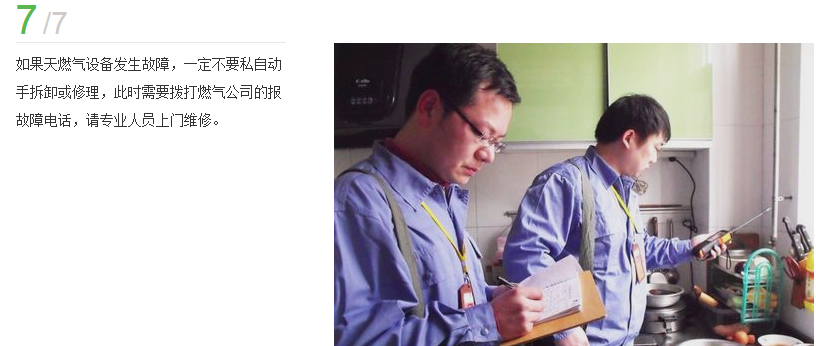 7 /7
如果天燃气设备发生故障，一定不要私自动
手拆卸或修理，此时需要拨打燃气公司的报
故障电话，请专业人员上门维修。